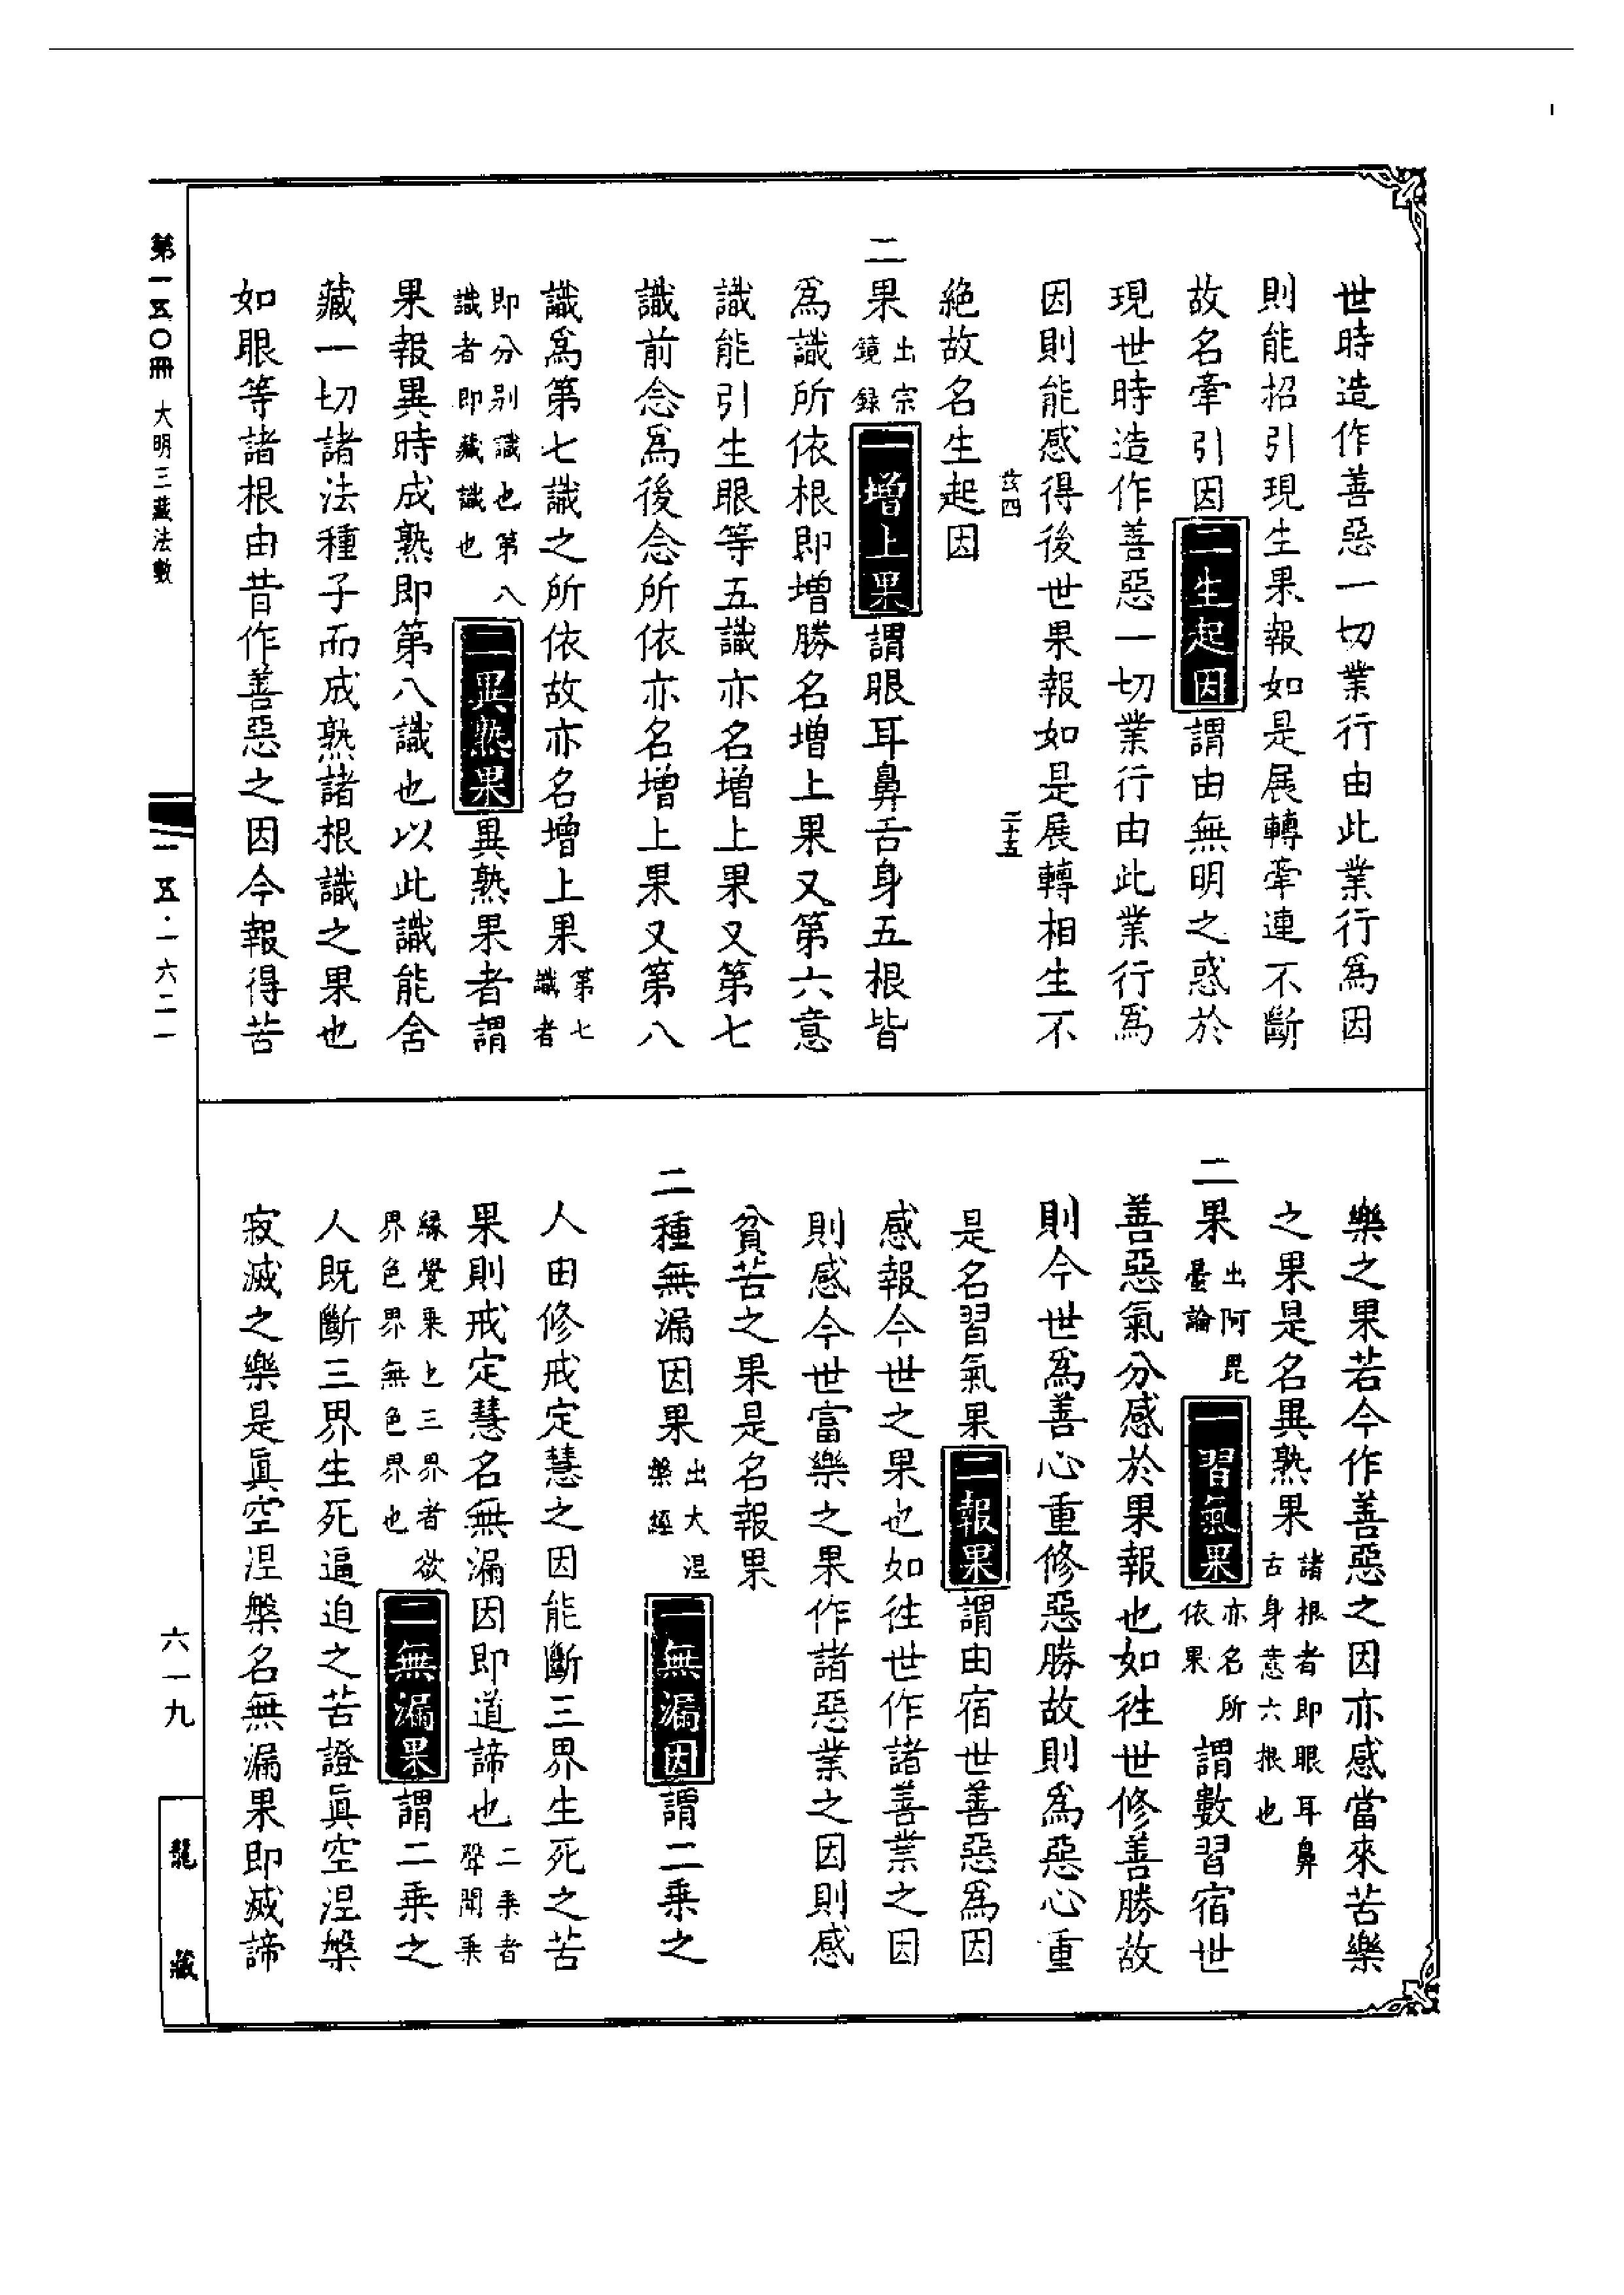 世時造作善惡一切業行由此業行爲因
則能招引現生果報如是展轉牽連不斷
故名牽引因二生起因謂由無明之惑於
現世時造作善惡一切業行由此業行爲
因則能感得後世果報如是展轉相生不
二十五
絶故名生起因
二果出宗鏡錄一增上果謂眼耳鼻舌身五根皆
爲識所依根即增勝名增上果又第六意
識能引生眼等五識亦名增上果又第七
識前念爲後念所依亦名增上果又第八
識爲第七識之所依故亦名增上果第七識者
即分别識也第八識者即藏識也二異熟果異熟果者謂
果報異時成熟即第八識也以此識能含
藏一切諸法種子而成熟諸根識之果也
如眼等諸根由昔作善惡之因今報得苦
樂之果若今作善惡之因亦感當來苦樂
之果是名異熟果諸根者即眼耳鼻舌身意六根也
二果出阿毘曇論一習氣果亦名所依果謂數習宿世
善惡氣分感於果報也如往世修善勝故
則今世爲善心重修惡勝故則爲惡心重
是名習氣果二報果謂由宿世善惡爲因
感報今世之果也如往世作諸善業之因
則感今世富樂之果作諸惡業之因則感
貧苦之果是名報果
二種無漏因果出大涅槃經一無漏因謂二乘之
人由修戒定慧之因能斷三界生死之苦
果則戒定慧名無漏因即道諦也二乘者聲聞乘
緣覺乘上三界者欲界色界無色界也二無漏果謂二乘之
人既斷三界生死逼迫之苦證眞空涅槃
寂滅之樂是眞空涅槃名無漏果即滅諦
第一五〇冊
大明三藏法數
一五·一六二一
六一九
龍藏